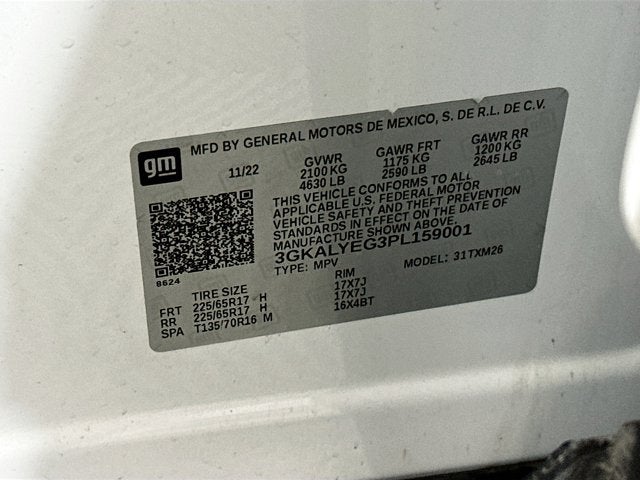 gm
MFD BY GENERAL MOTORS DE MEXICO, S. DE R.L. DE C.V.
11/22 GVWR GAWR FRT GAWR RR
2100 KG 1175 KG 1200 KG
4630 LB 2590 LB 2645 LB
THIS VEHICLE CONFORMS TO ALL
APPLICABLE U.S. FEDERAL MOTOR
VEHICLE SAFETY AND THEFT PREVENTION
STANDARDS IN EFFECT ON THE DATE OF
MANUFACTURE SHOWN ABOVE.
3GKALYEG3PL159001
TYPE: MPV MODEL: 31TXM26
8624
TIRE SIZE RIM
FRT 225/65R17 H 17X7J
RR 225/65R17 H 17X7J
SPA T135/70R16 M 16X4BT